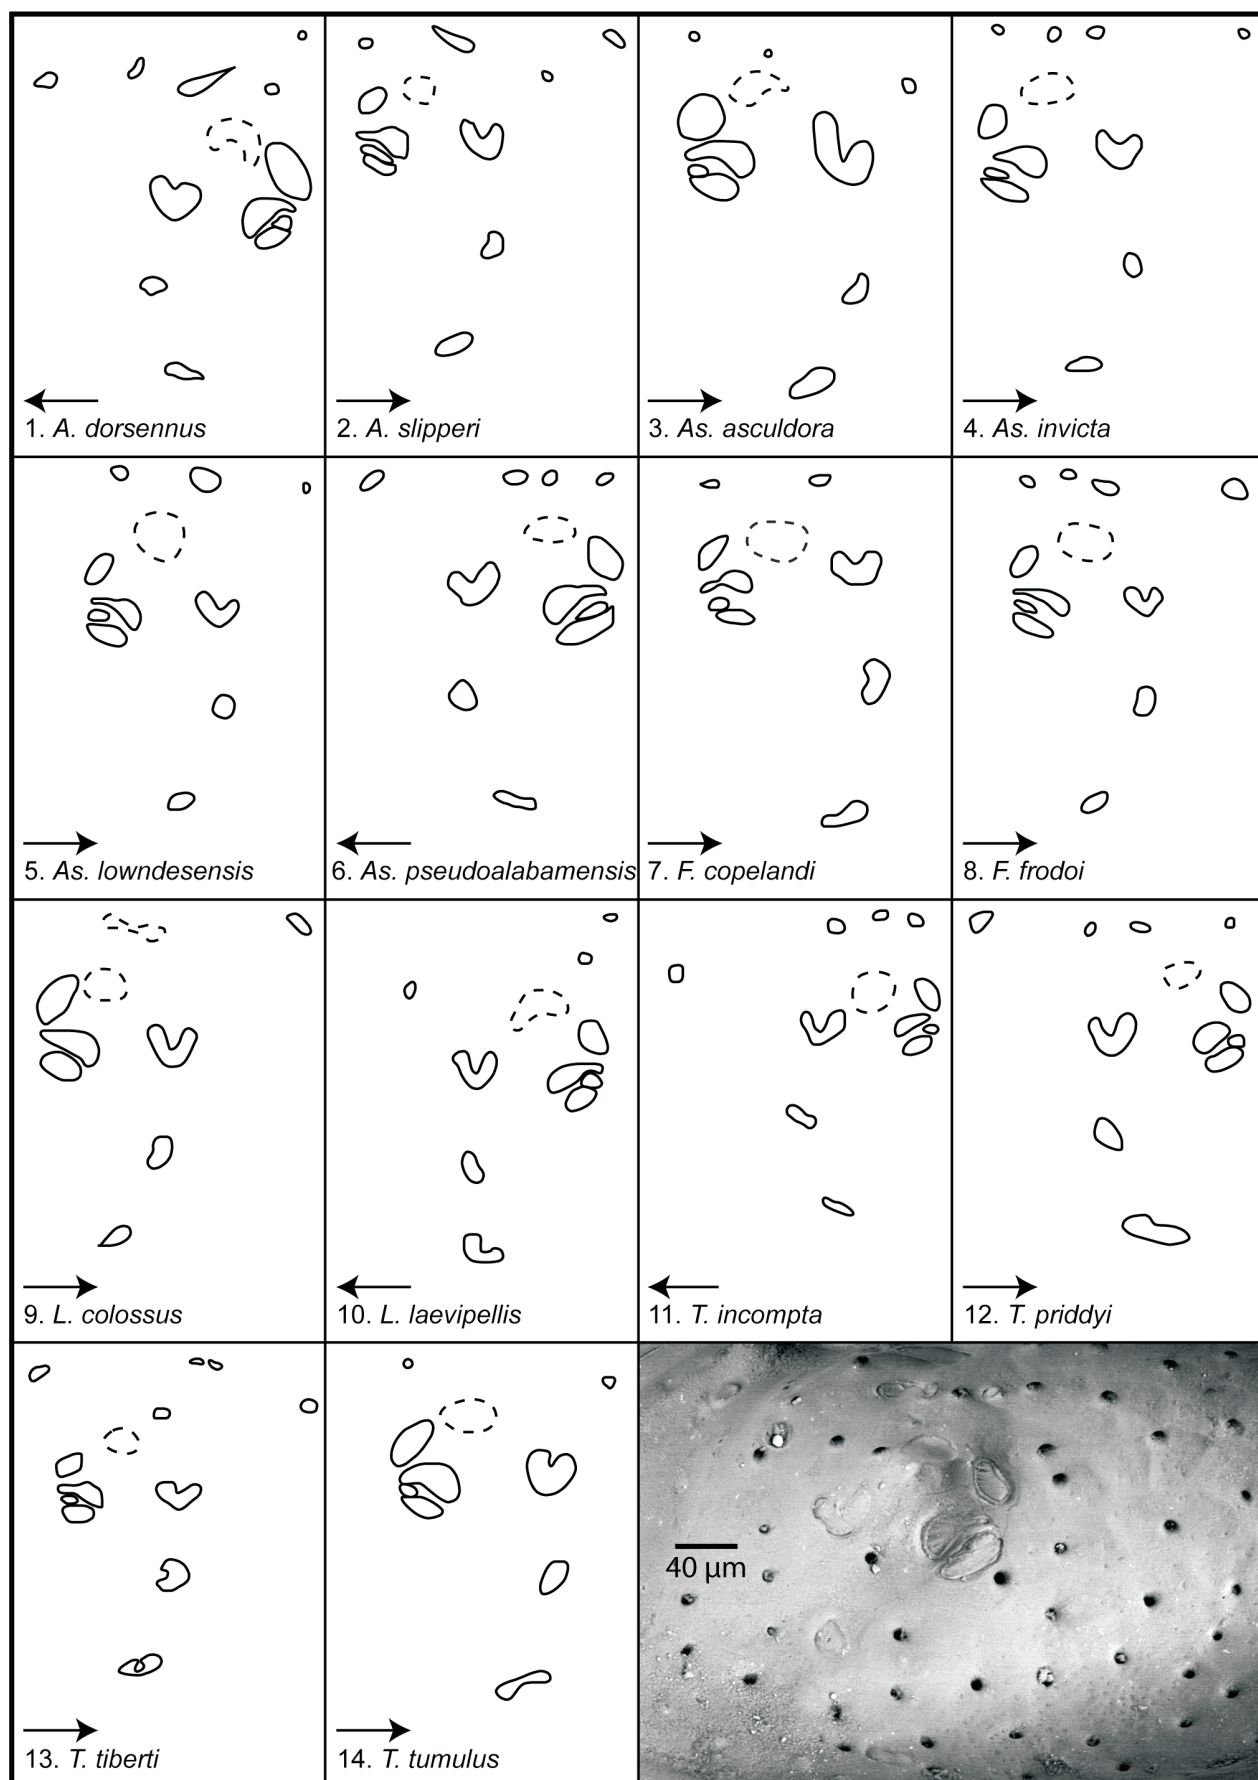 1. A. dorsennus
2. A. slipperi
3. As. asculdora
4. As. invicta
5. As. lowndesensis
6. As. pseudoalabamensis
7. F. copelandi
8. F. frodoi
9. L. colossus
10. L. laevipellis
11. T. incompta
12. T. priddyi
40 μm
13. T. tiberti
14. T. tumulus